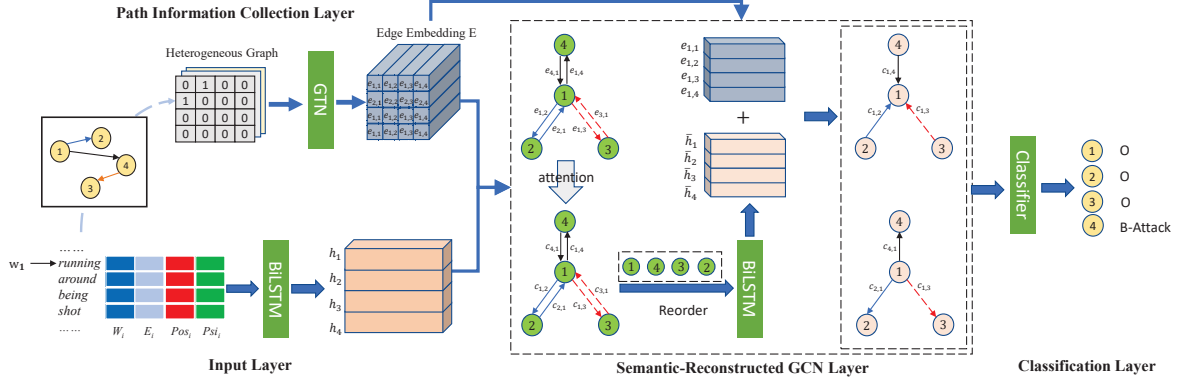 Path Information Collection Layer
Heterogeneous Graph
0 1 0 0
1 0 0 0
0 0 0 0
0 0 0 0
GTN
Edge Embedding E
e1,1 e1,2 e1,3 e1,4
e2,1 e2,2 e2,3 e2,4
e1,1 e1,2 e1,3 e1,4
e1,1 e1,2 e1,3 e1,4
1
2
4
3
w1
……
running
around
being
shot
……
Wi Ei Posi Psii
BiLSTM
h1
h2
h3
h4
Input Layer
4
e4,1 e1,4
1
e1,2 e2,1 e1,3 e3,1
2 3
attention
4
c4,1 c1,4
1
c1,2 c2,1 c1,3 c3,1
2 3
1 4 3 2
Reorder
BiLSTM
e1,1
e1,2
e1,3
e1,4
+
h̄1
h̄2
h̄3
h̄4
4
c1,4
1
c1,2 c1,3
2 3
4
c4,1
1
c2,1 c1,3
2 3
Semantic-Reconstructed GCN Layer
Classifier
1 O
2 O
3 O
4 B-Attack
Classification Layer